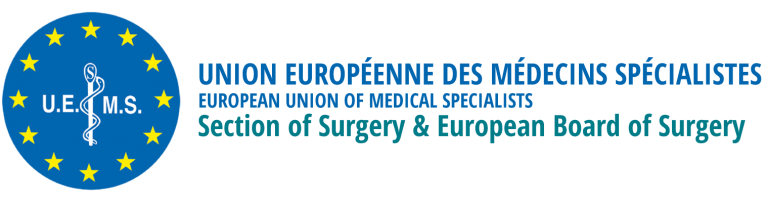 U.E. M.S.
UNION EUROPÉENNE DES MÉDECINS SPÉCIALISTES
EUROPEAN UNION OF MEDICAL SPECIALISTS
Section of Surgery & European Board of Surgery